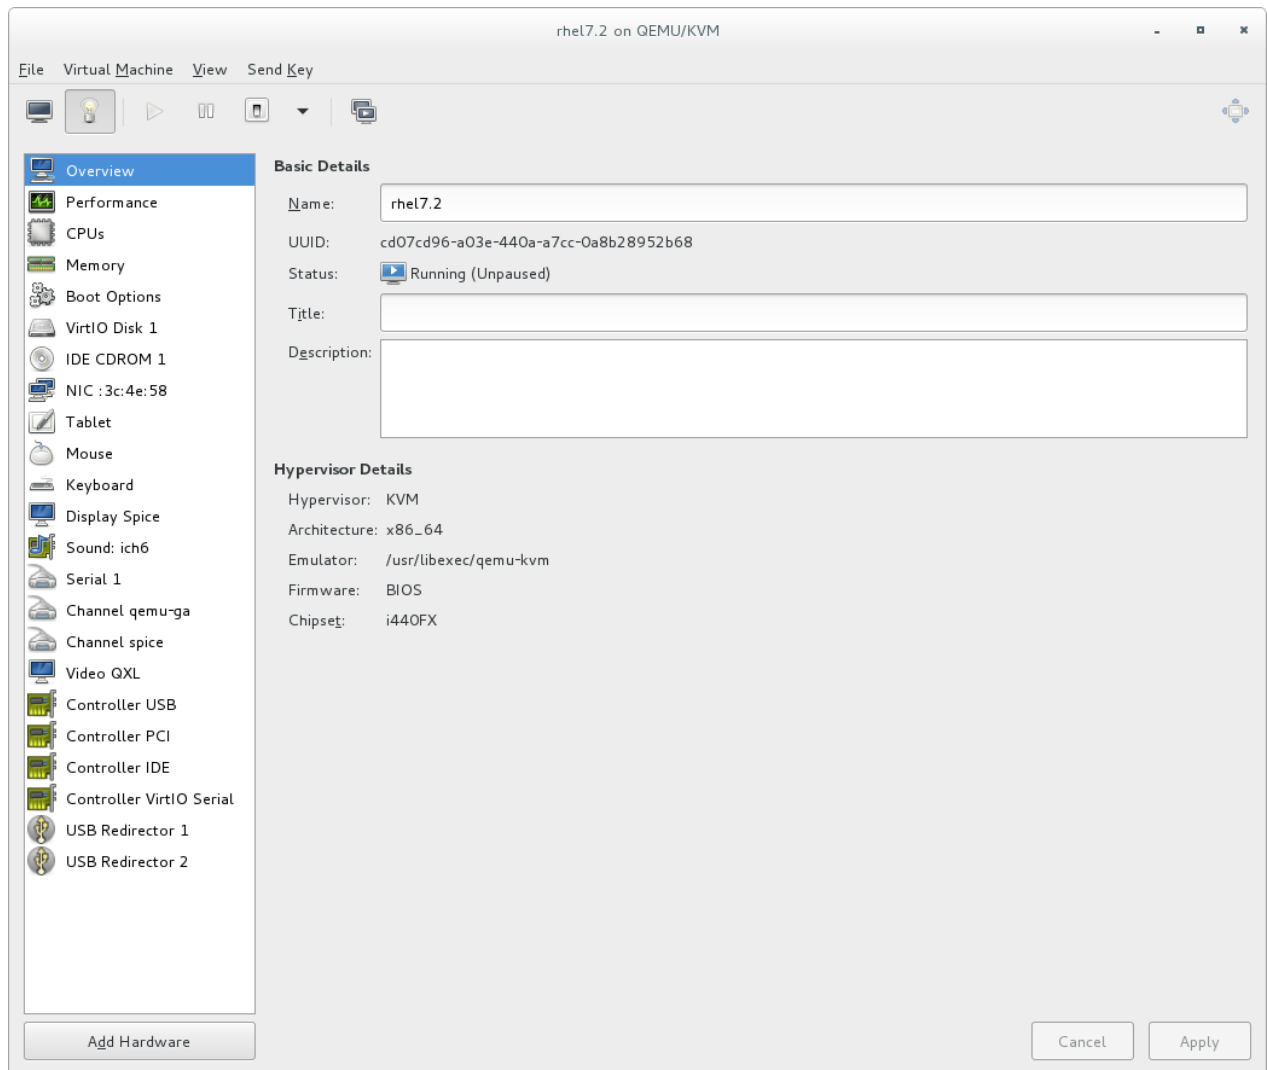 rhel7.2 on QEMU/KVM
File Virtual Machine View Send Key
Overview
Performance
CPUs
Memory
Boot Options
VirtIO Disk 1
IDE CDROM 1
NIC :3c:4e:58
Tablet
Mouse
Keyboard
Display Spice
Sound: ich6
Serial 1
Channel qemu-ga
Channel spice
Video QXL
Controller USB
Controller PCI
Controller IDE
Controller VirtIO Serial
USB Redirector 1
USB Redirector 2
Add Hardware
Basic Details
Name: rhel7.2
UUID: cd07cd96-a03e-440a-a7cc-0a8b28952b68
Status: Running (Unpaused)
Title:
Description:
Hypervisor Details
Hypervisor: KVM
Architecture: x86_64
Emulator: /usr/libexec/qemu-kvm
Firmware: BIOS
Chipset: i440FX
Cancel Apply